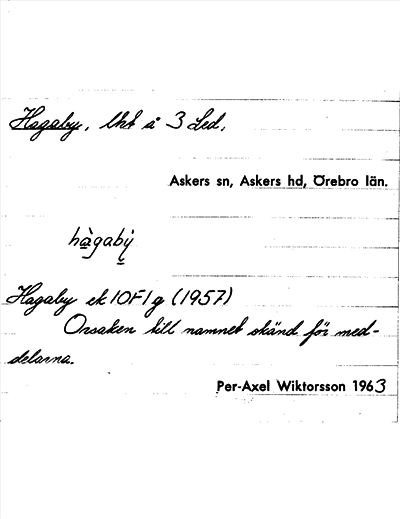 Hagaby, lht å 3 Led,
Askers sn, Askers hd, Örebro län.
hàgabý
Hagaby ek 10F1g (1957)
Orsaken till namnet okänd för med-
delarna.
Per-Axel Wiktorsson 1963